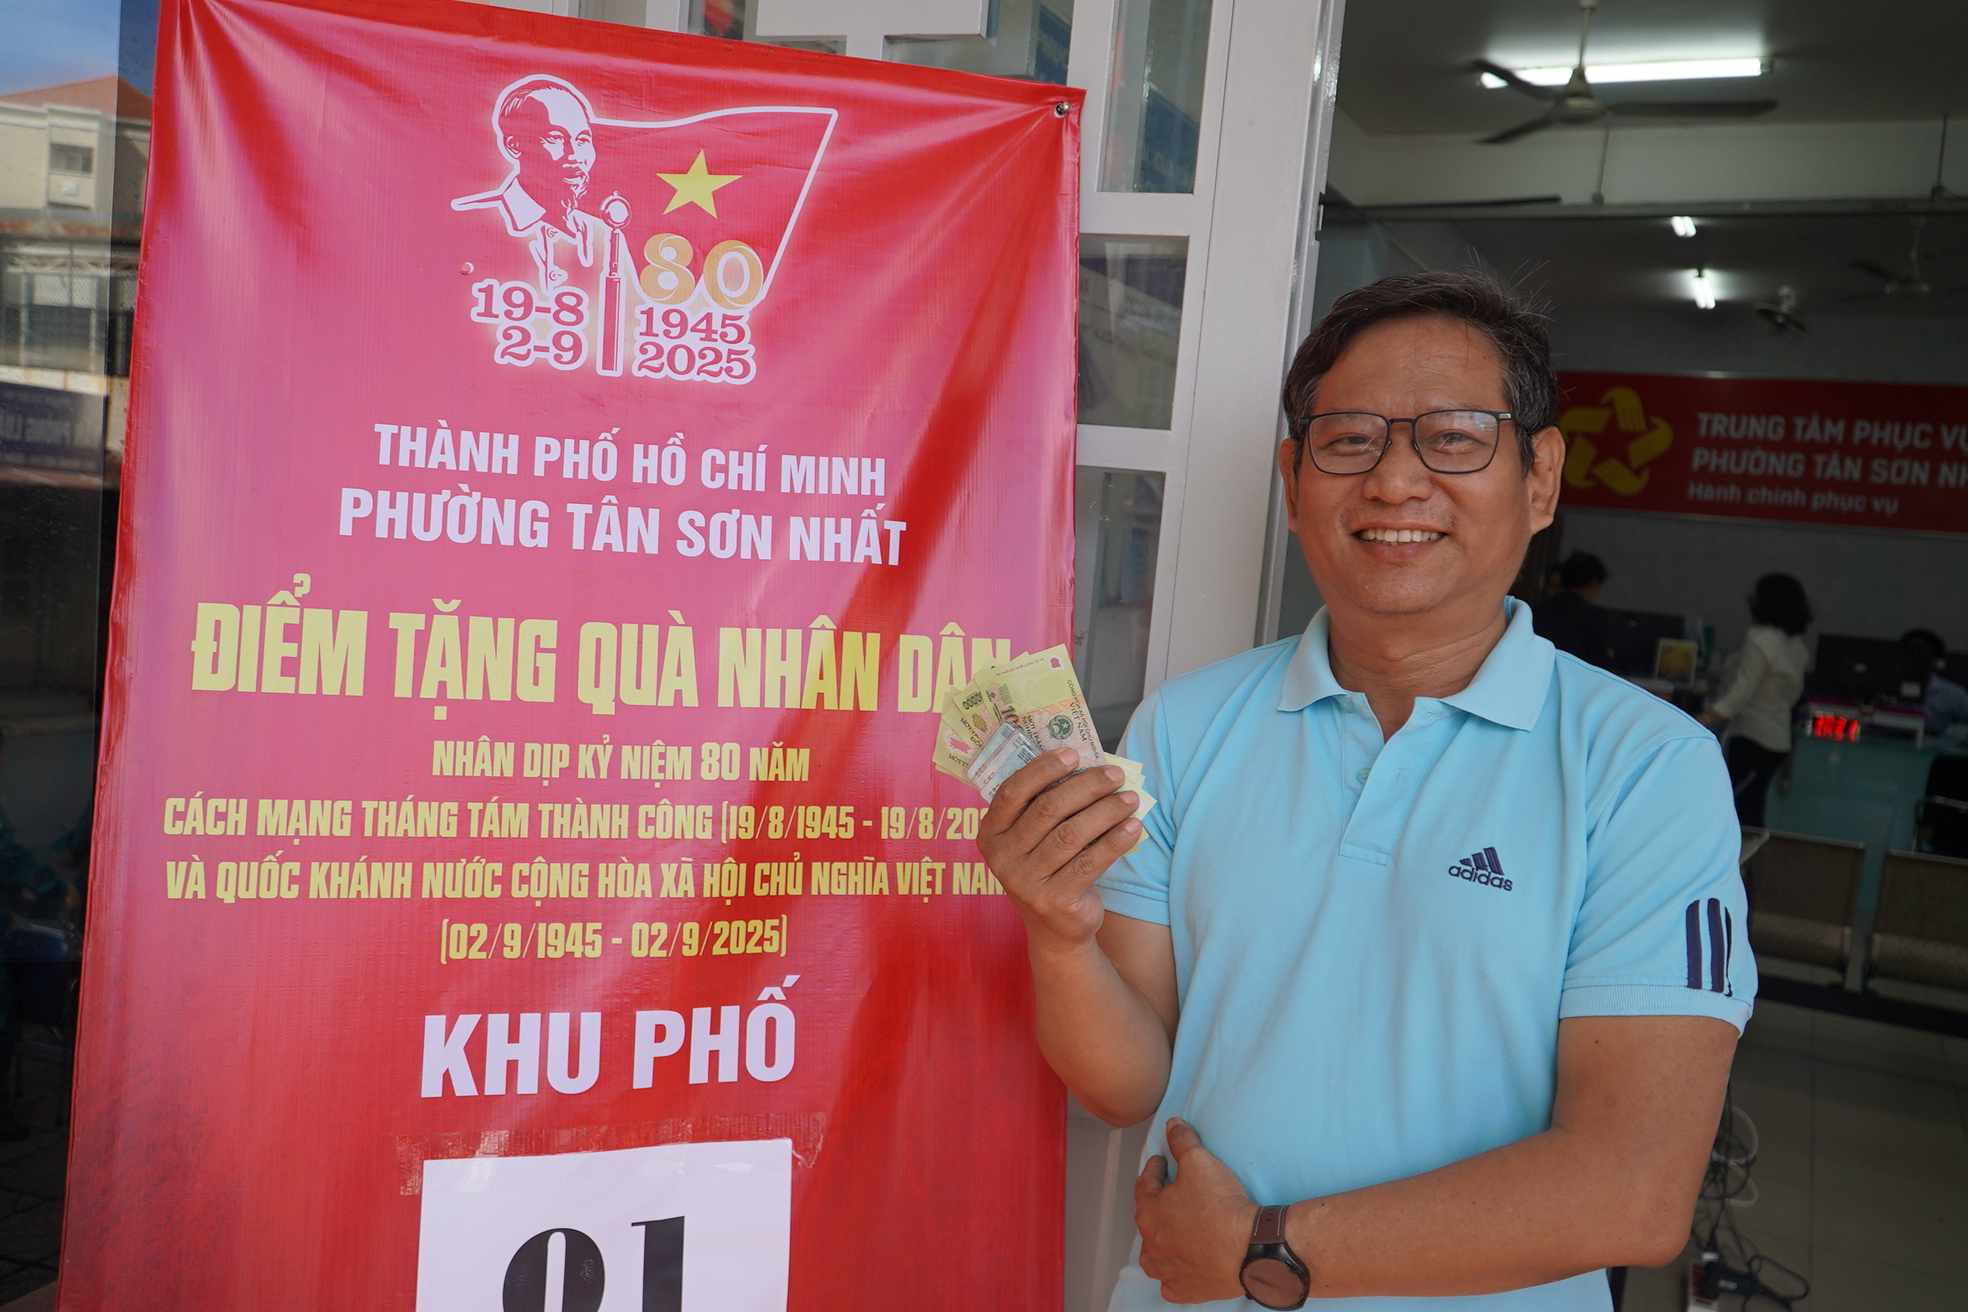 19-8
2-9
80
1945
2025
THÀNH PHỐ HỒ CHÍ MINH
PHƯỜNG TÂN SƠN NHẤT
ĐIỂM TẶNG QUÀ NHÂN DÂN
NHÂN DỊP KỶ NIỆM 80 NĂM
CÁCH MẠNG THÁNG TÁM THÀNH CÔNG (19/8/1945 - 19/8/20
VÀ QUỐC KHÁNH NƯỚC CỘNG HÒA XÃ HỘI CHỦ NGHĨA VIỆT NAM
(02/9/1945 - 02/9/2025)
KHU PHỐ
01
TRUNG TÂM PHỤC VỤ
PHƯỜNG TÂN SƠN NH
Hành chính phục vụ
adidas
VIỆT NAM